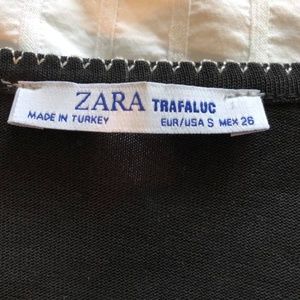 ZARA TRAFALUC
MADE IN TURKEY EUR/USA S MEX 26